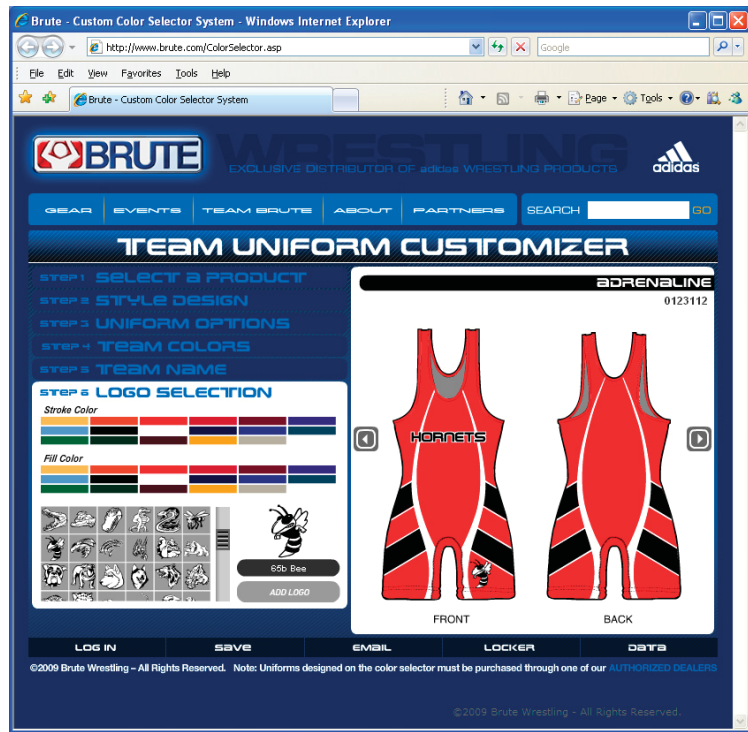 Brute - Custom Color Selector System - Windows Internet Explorer
http://www.brute.com/ColorSelector.asp
Google
File Edit View Favorites Tools Help
Brute - Custom Color Selector System
Page Tools
BRUTE
WRESTLING
EXCLUSIVE DISTRIBUTOR OF adidas WRESTLING PRODUCTS
adidas
GEAR EVENTS TEAM BRUTE ABOUT PARTNERS SEARCH GO
TEAM UNIFORM CUSTOMIZER
STEP 1 SELECT A PRODUCT
STEP 2 STYLE DESIGN
STEP 3 UNIFORM OPTIONS
STEP 4 TEAM COLORS
STEP 5 TEAM NAME
STEP 6 LOGO SELECTION
Stroke Color
Fill Color
65b Bee
ADD LOGO
ADRENALINE
0123112
HORNETS
FRONT BACK
LOG IN SAVE EMAIL LOCKER DATA
©2009 Brute Wrestling – All Rights Reserved. Note: Uniforms designed on the color selector must be purchased through one of our AUTHORIZED DEALERS
©2009 Brute Wrestling - All Rights Reserved.